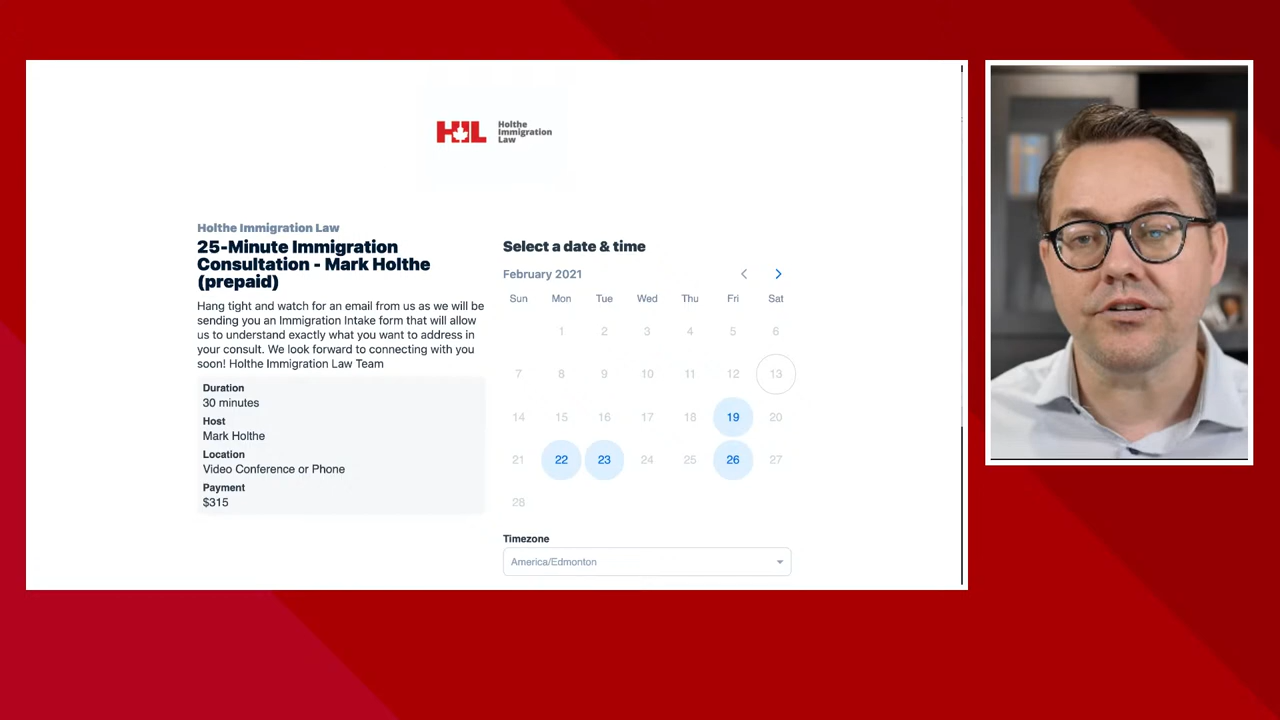 HIL
Holthe
Immigration
Law
Holthe Immigration Law
25-Minute Immigration
Consultation - Mark Holthe
(prepaid)
Hang tight and watch for an email from us as we will be
sending you an Immigration Intake form that will allow
us to understand exactly what you want to address in
your consult. We look forward to connecting with you
soon! Holthe Immigration Law Team
Duration
30 minutes
Host
Mark Holthe
Location
Video Conference or Phone
Payment
$315
Select a date & time
February 2021
Sun Mon Tue Wed Thu Fri Sat
1 2 3 4 5 6
7 8 9 10 11 12 13
14 15 16 17 18 19 20
21 22 23 24 25 26 27
28
Timezone
America/Edmonton